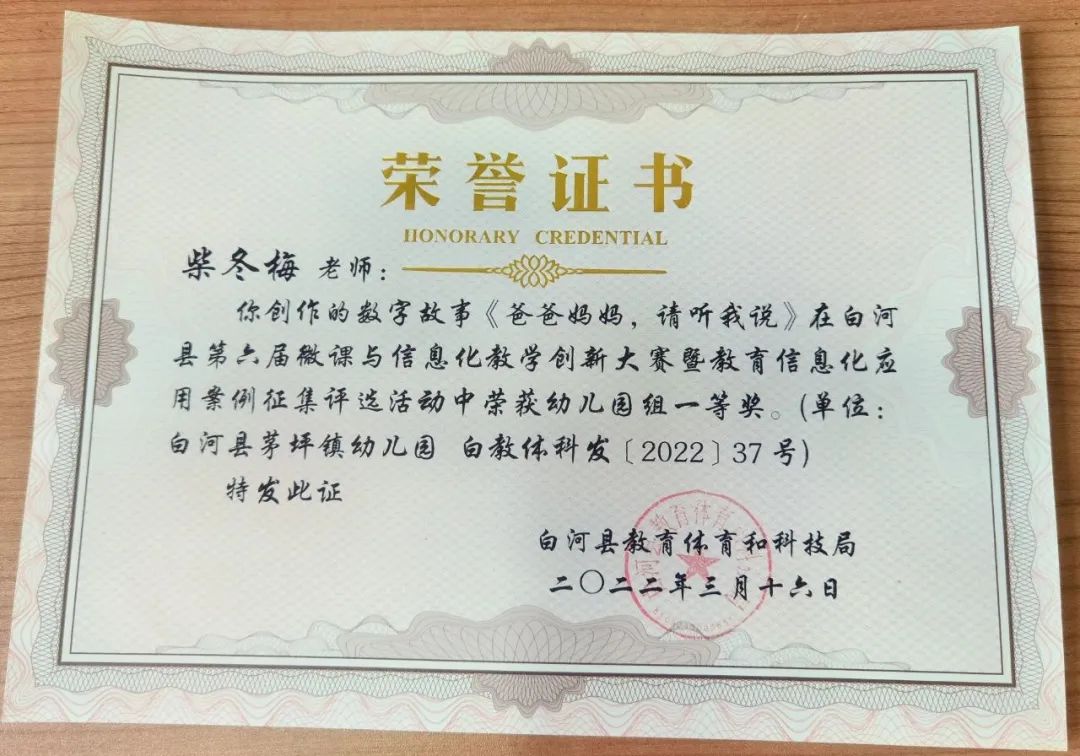 荣誉证书
HONORARY CREDENTIAL
柴冬梅 老师：
你创作的数字故事《爸爸妈妈，请听我说》在白河
县第六届微课与信息化教学创新大赛暨教育信息化应
用案例征集评选活动中荣获幼儿园组一等奖。(单位：
白河县茅坪镇幼儿园 白教体科发〔2022〕37号)
特发此证
白河县教育体育和科技局
二〇二二年三月十六日